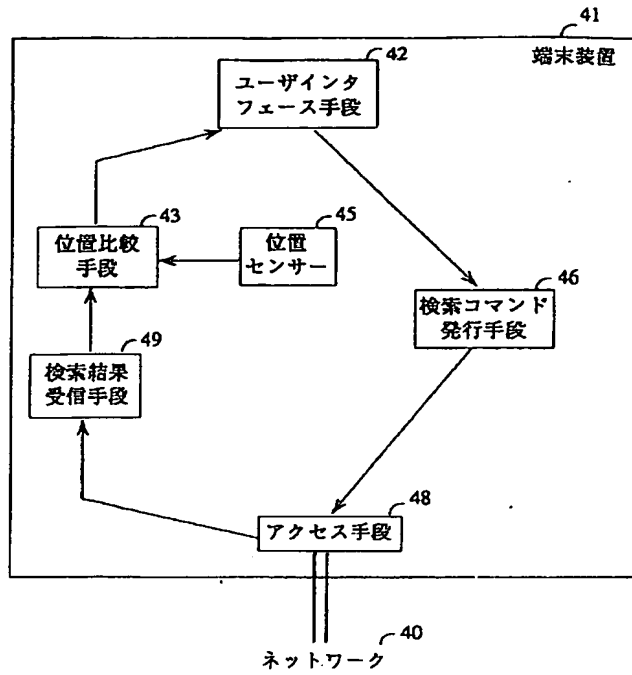 41
端末装置
42
ユーザインタ
フェース手段
43
位置比較
手段
45
位置
センサー
46
検索コマンド
発行手段
49
検索結果
受信手段
48
アクセス手段
40
ネットワーク